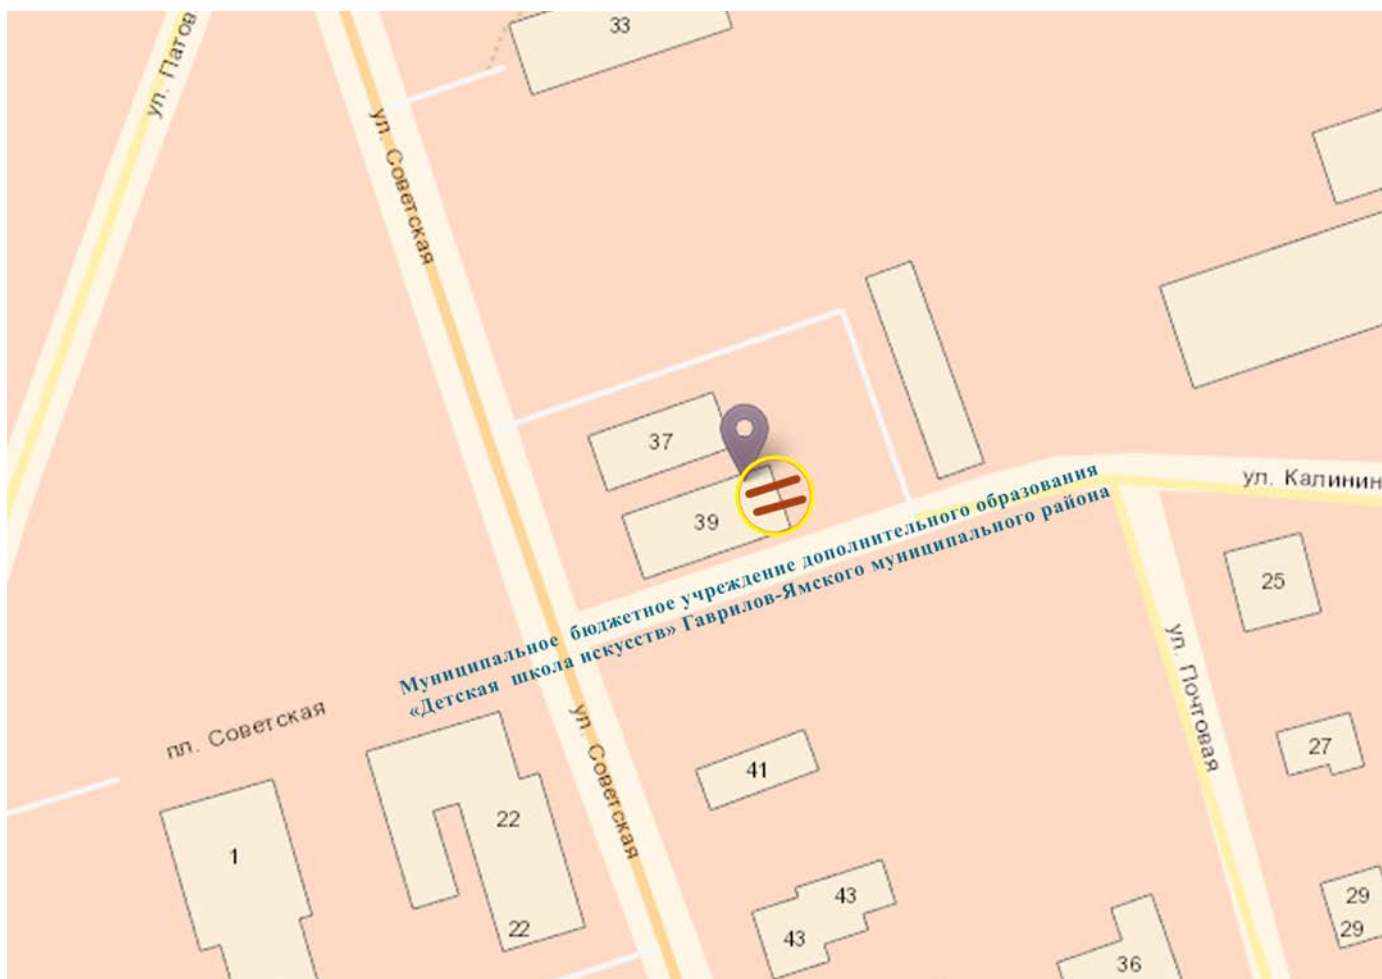 33
ул. Патов
ул. Советская
37
39
ул. Калинин
Муниципальное бюджетное учреждение дополнительного образования
«Детская школа искусств» Гаврилов-Ямского муниципального района
25
ул. Почтовая
пл. Советская
ул. Советская
41
27
22
1
43
29
22
43
29
36